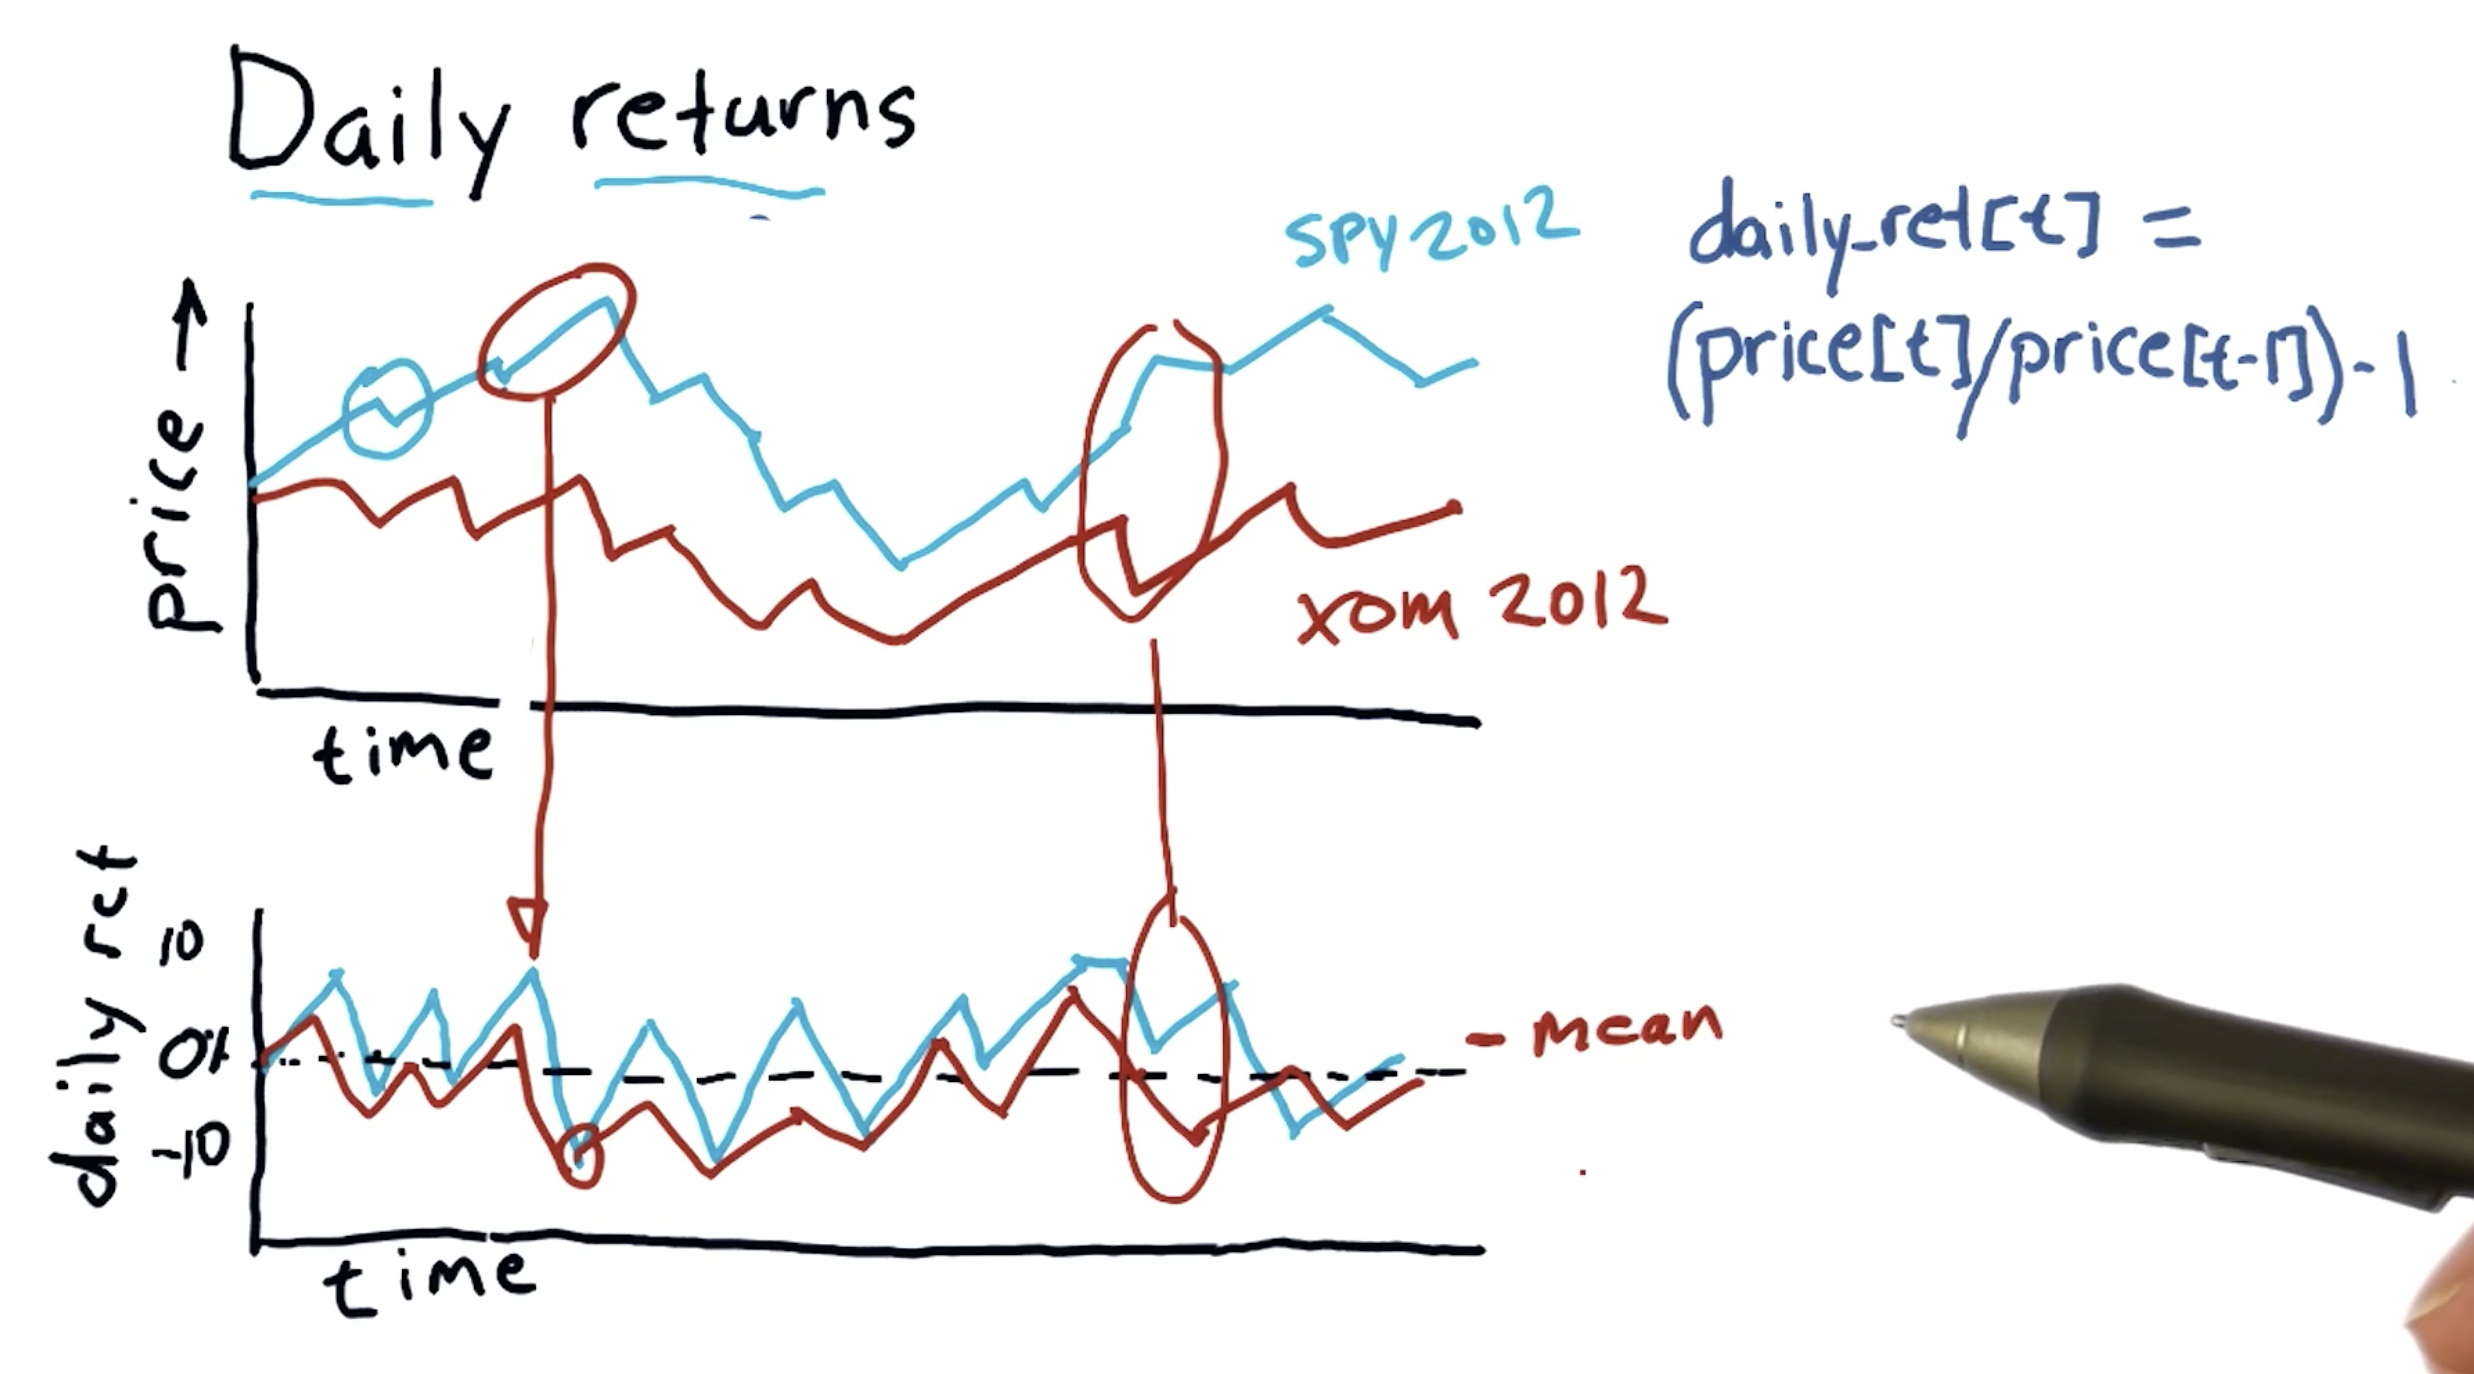 Daily returns
SPY 2012
daily_ret[t] =
(price[t]/price[t-1]) - 1
price →
XOM 2012
time
daily ret
10
0%
-10
- mean
time